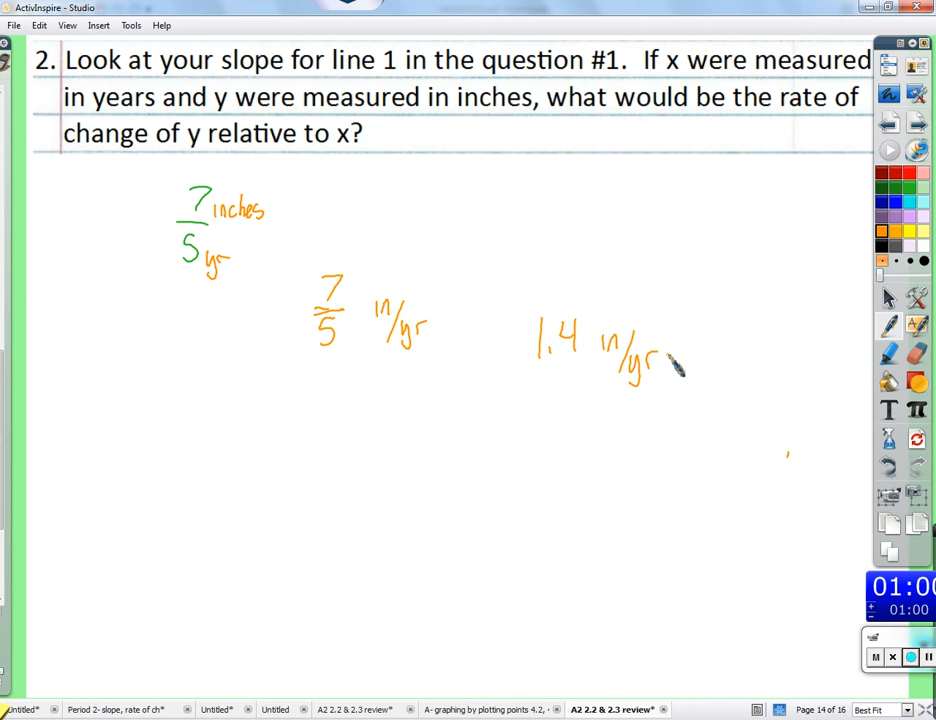 ActivInspire - Studio
File Edit View Insert Tools Help
2. Look at your slope for line 1 in the question #1. If x were measured
in years and y were measured in inches, what would be the rate of
change of y relative to x?
7 inches
5 yr
7
5 in/yr
1.4 in/yr
01:00
01:00
M
Untitled* Period 2- slope, rate of ch* Untitled* Untitled A2 2.2 & 2.3 review* A- graphing by plotting points 4.2, A2 2.2 & 2.3 review* Page 14 of 16 Best Fit